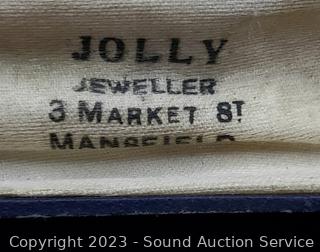 JOLLY
JEWELLER
3 MARKET ST
MANSFIELD
Copyright 2023 - Sound Auction Service